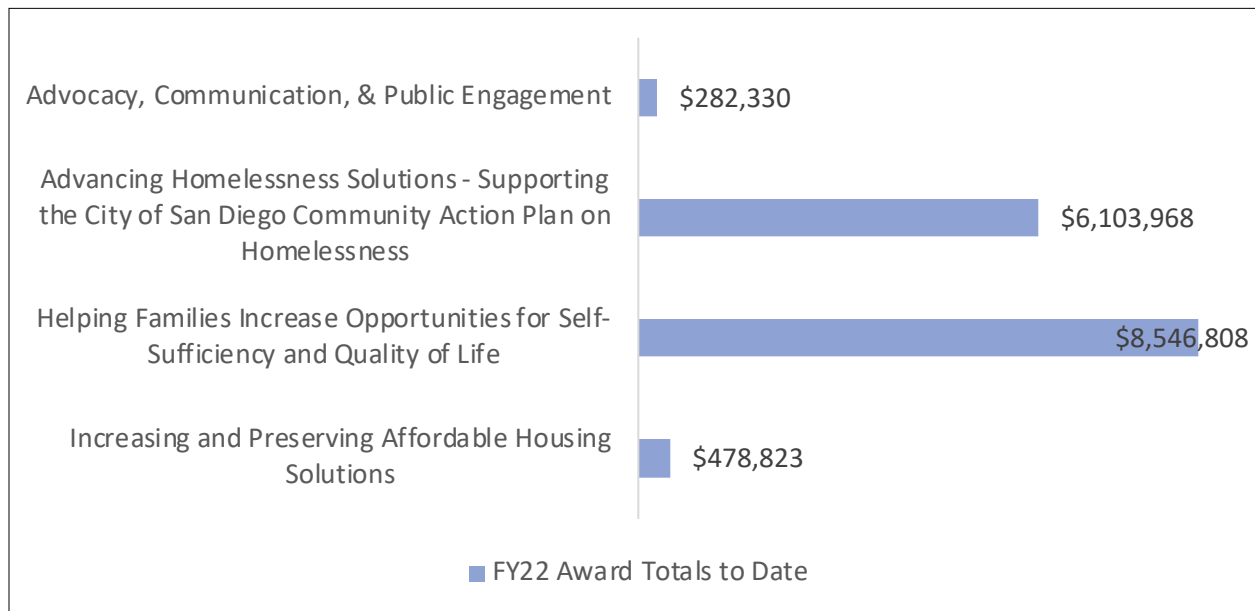 Advocacy, Communication, & Public Engagement
$282,330
Advancing Homelessness Solutions - Supporting
the City of San Diego Community Action Plan on
Homelessness
$6,103,968
Helping Families Increase Opportunities for Self-
Sufficiency and Quality of Life
$8,546,808
Increasing and Preserving Affordable Housing
Solutions
$478,823
FY22 Award Totals to Date